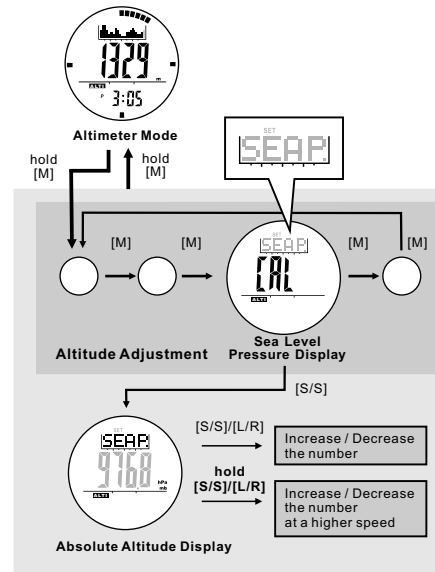 1329
m
ALTI
P 3:05
Altimeter Mode
hold
[M]
hold
[M]
SET
SEAP.
[M]
[M]
[M]
[M]
SET
SEAP.
CAL
ALTI
Altitude Adjustment
Sea Level
Pressure Display
[S/S]
SET
SEAP.
9768
hPa
mb
ALTI
[S/S]/[L/R]
Increase / Decrease
the number
hold
[S/S]/[L/R]
Increase / Decrease
the number
at a higher speed
Absolute Altitude Display